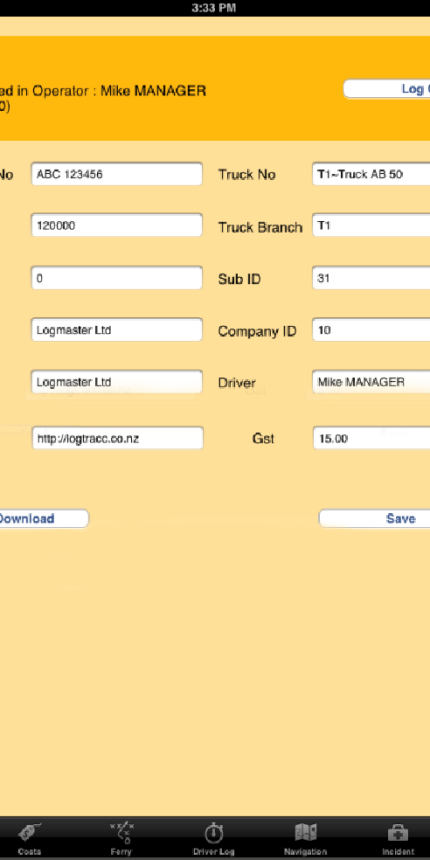 3:33 PM
ed in Operator : Mike MANAGER
0)
Log
No ABC 123456 Truck No T1~Truck AB 50
120000 Truck Branch T1
0 Sub ID 31
Logmaster Ltd Company ID 10
Logmaster Ltd Driver Mike MANAGER
http://logtracc.co.nz Gst 15.00
Download Save
Costs Ferry Driver Log Navigation Incident